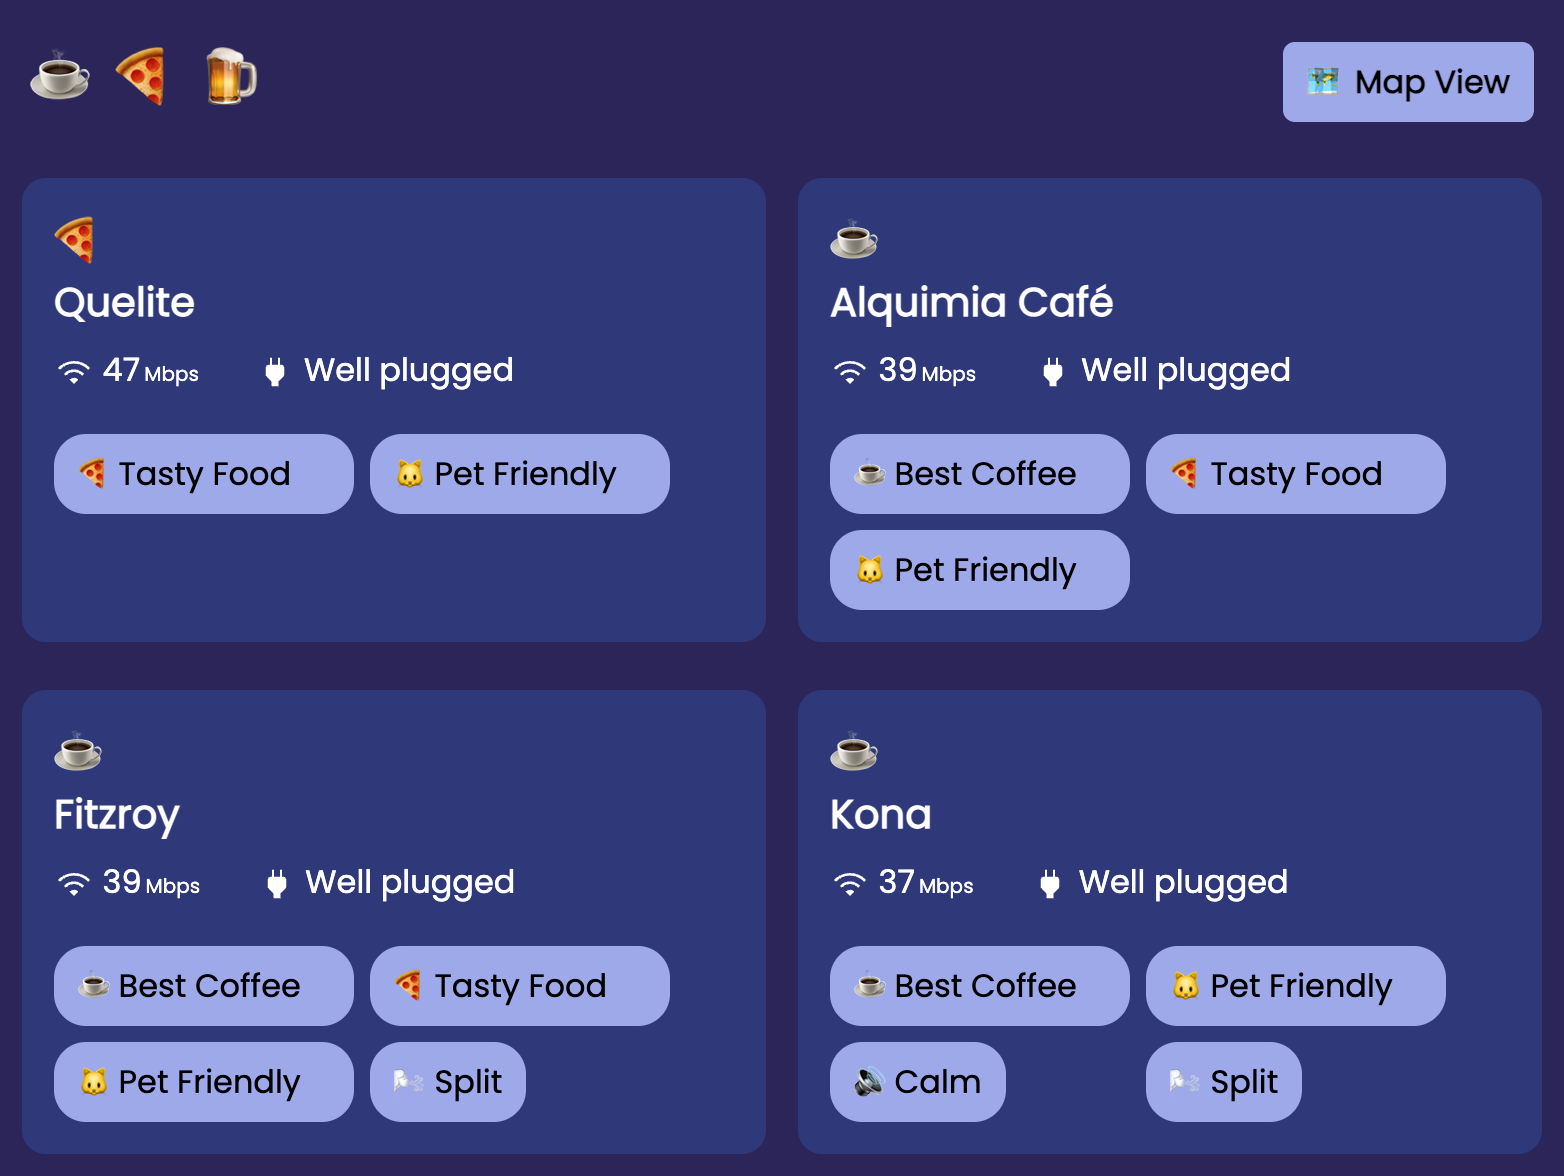 Map View
Quelite
47 Mbps Well plugged
Tasty Food Pet Friendly
Alquimia Café
39 Mbps Well plugged
Best Coffee Tasty Food
Pet Friendly
Fitzroy
39 Mbps Well plugged
Best Coffee Tasty Food
Pet Friendly Split
Kona
37 Mbps Well plugged
Best Coffee Pet Friendly
Calm Split